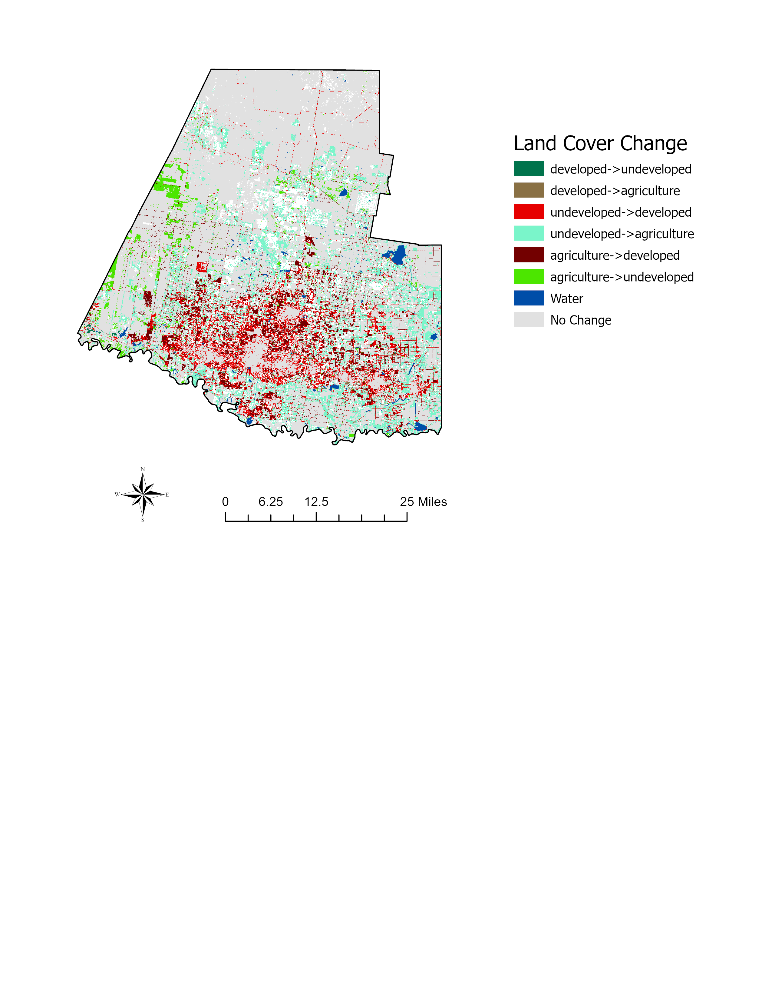 Land Cover Change
developed->undeveloped
developed->agriculture
undeveloped->developed
undeveloped->agriculture
agriculture->developed
agriculture->undeveloped
Water
No Change
N
W E
S
0 6.25 12.5 25 Miles